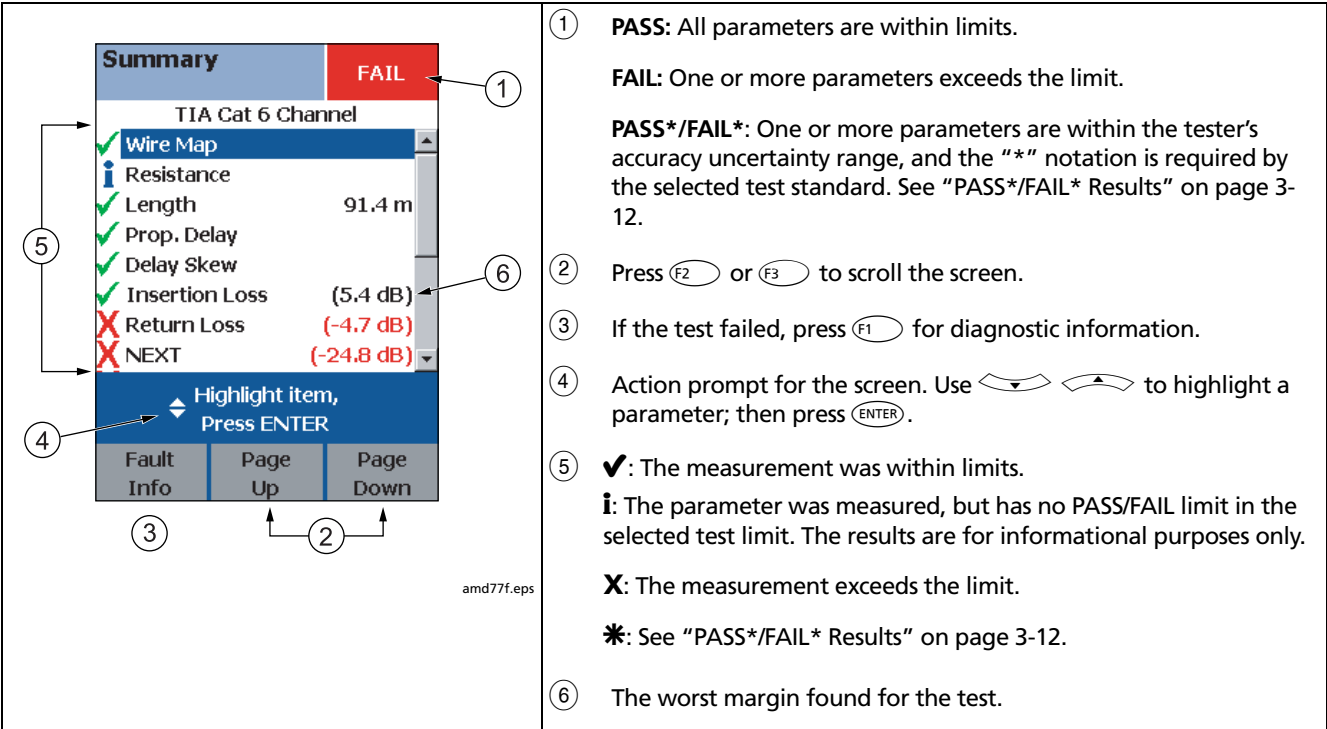 Summary
FAIL
TIA Cat 6 Channel
✓ Wire Map
i Resistance
✓ Length 91.4 m
✓ Prop. Delay
✓ Delay Skew
✓ Insertion Loss (5.4 dB)
X Return Loss (-4.7 dB)
X NEXT (-24.8 dB)
Highlight item,
Press ENTER
Fault
Info
Page
Up
Page
Down
1
5
6
4
3
2
amd77f.eps
1 PASS: All parameters are within limits.
FAIL: One or more parameters exceeds the limit.
PASS*/FAIL*: One or more parameters are within the tester's
accuracy uncertainty range, and the "*" notation is required by
the selected test standard. See "PASS*/FAIL* Results" on page 3-
12.
2 Press F2 or F3 to scroll the screen.
3 If the test failed, press F1 for diagnostic information.
4 Action prompt for the screen. Use to highlight a
parameter; then press ENTER.
5 ✔: The measurement was within limits.
i: The parameter was measured, but has no PASS/FAIL limit in the
selected test limit. The results are for informational purposes only.
X: The measurement exceeds the limit.
✱: See "PASS*/FAIL* Results" on page 3-12.
6 The worst margin found for the test.